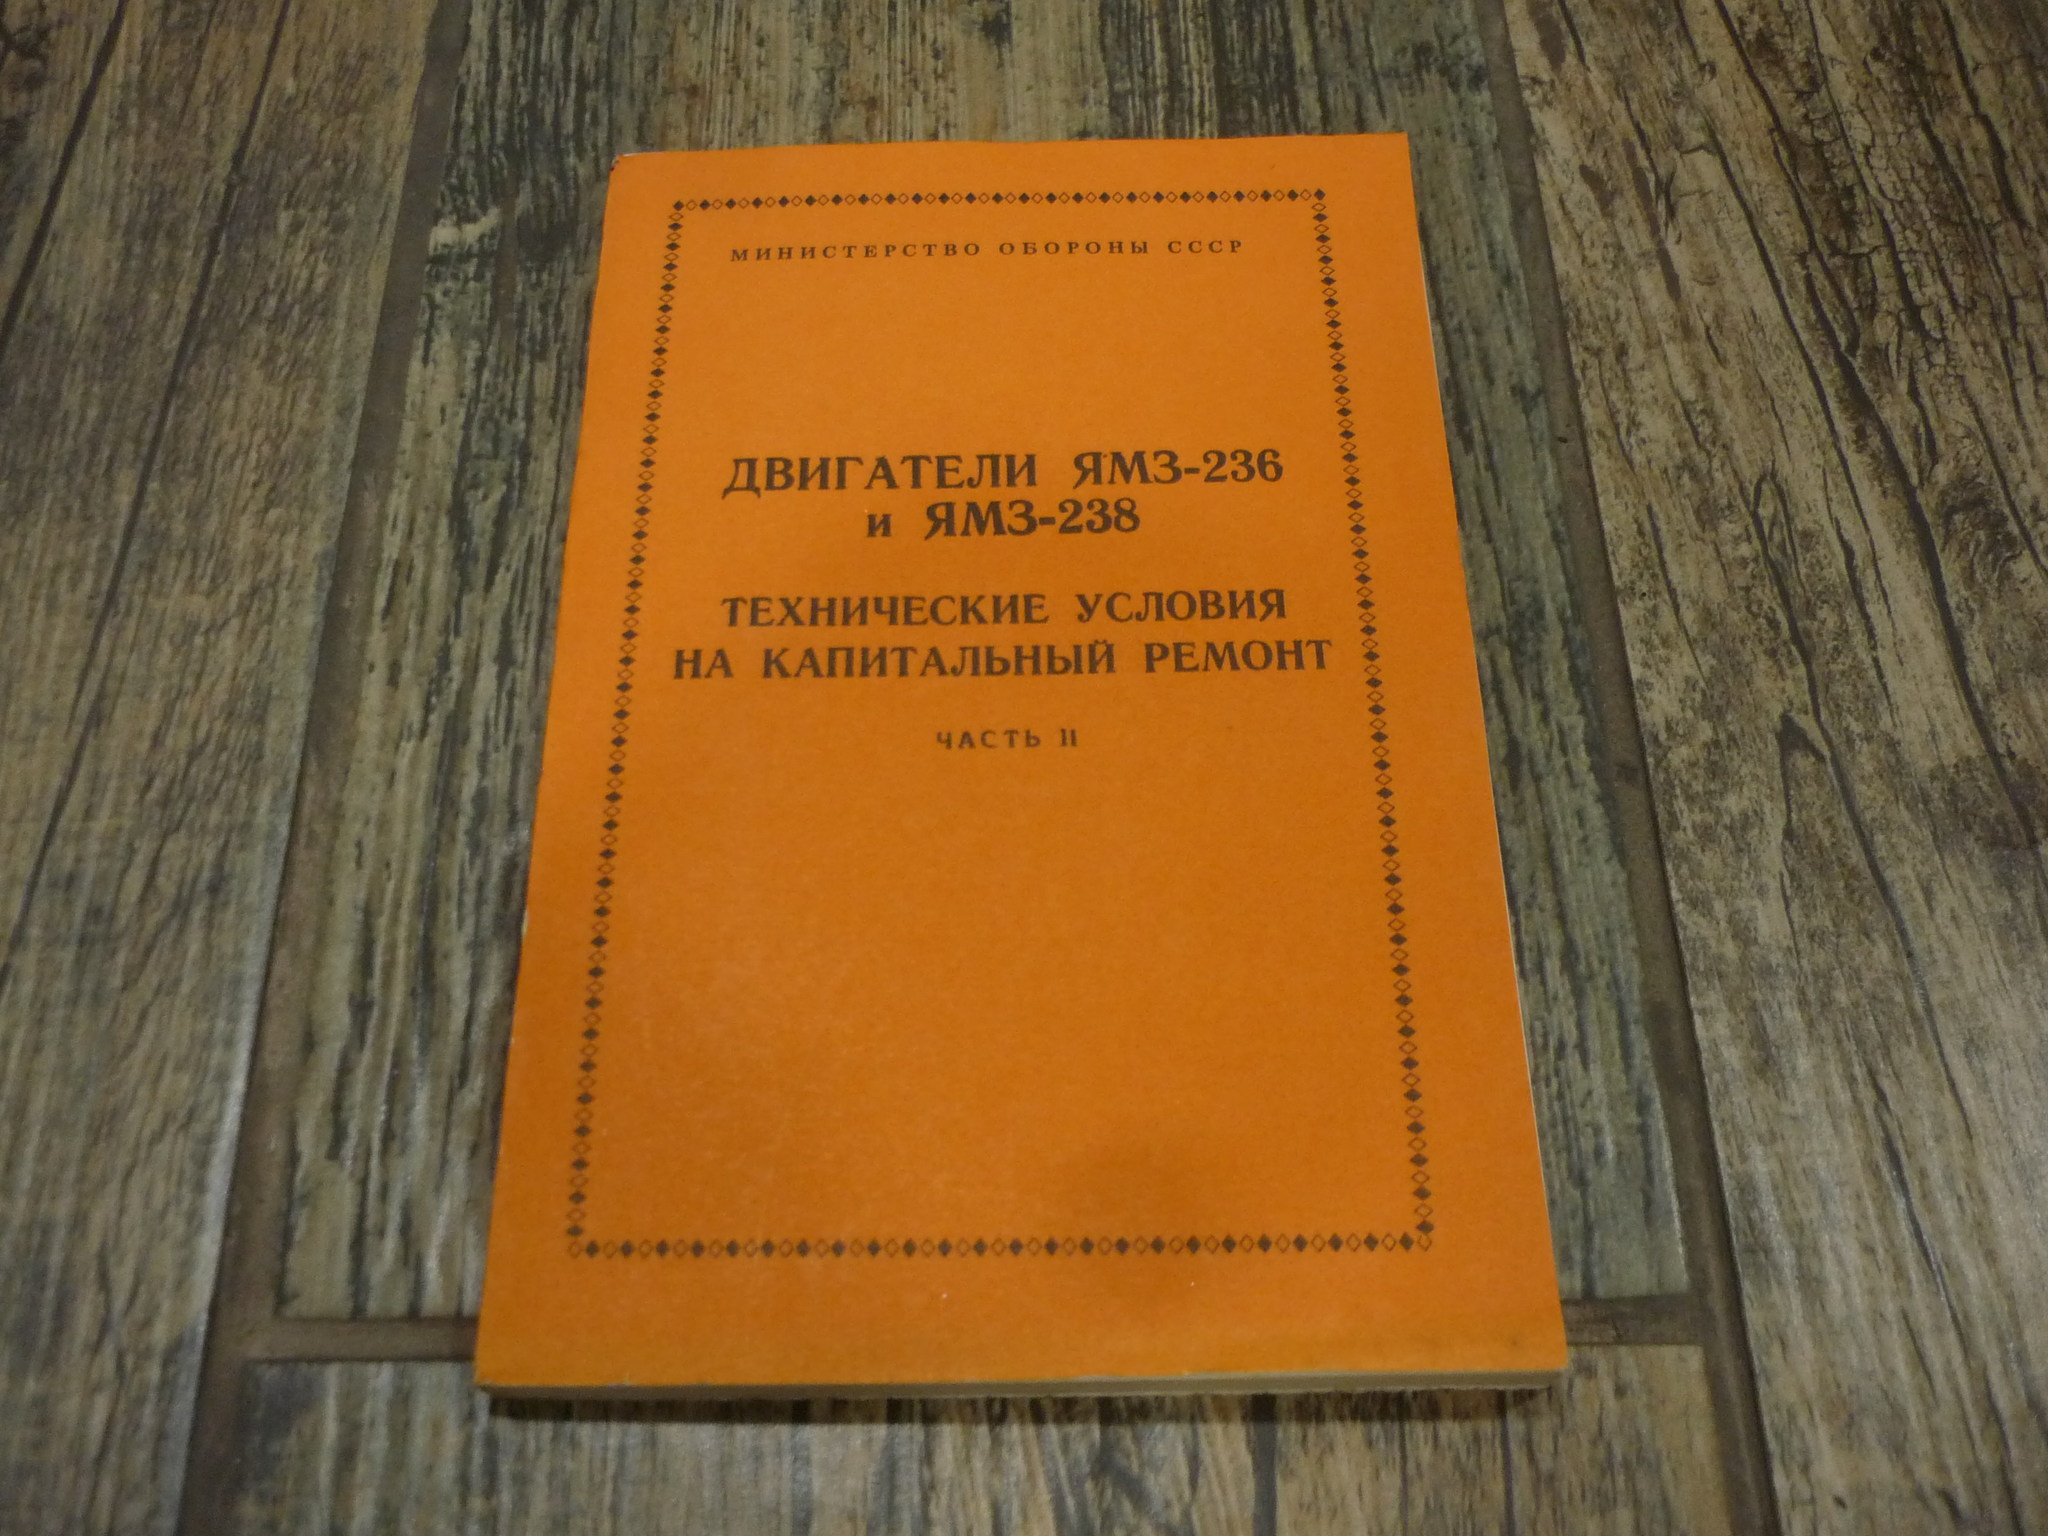 МИНИСТЕРСТВО ОБОРОНЫ СССР
ДВИГАТЕЛИ ЯМЗ-236
и ЯМЗ-238
ТЕХНИЧЕСКИЕ УСЛОВИЯ
НА КАПИТАЛЬНЫЙ РЕМОНТ
ЧАСТЬ II